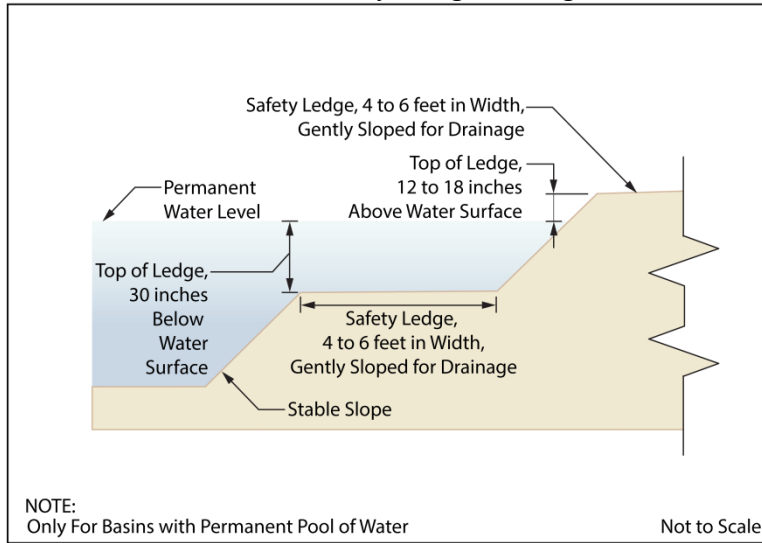 Safety Ledge, 4 to 6 feet in Width,
Gently Sloped for Drainage
Top of Ledge,
12 to 18 inches
Above Water Surface
Permanent
Water Level
Top of Ledge,
30 inches
Below
Water
Surface
Safety Ledge,
4 to 6 feet in Width,
Gently Sloped for Drainage
Stable Slope
NOTE:
Only For Basins with Permanent Pool of Water
Not to Scale